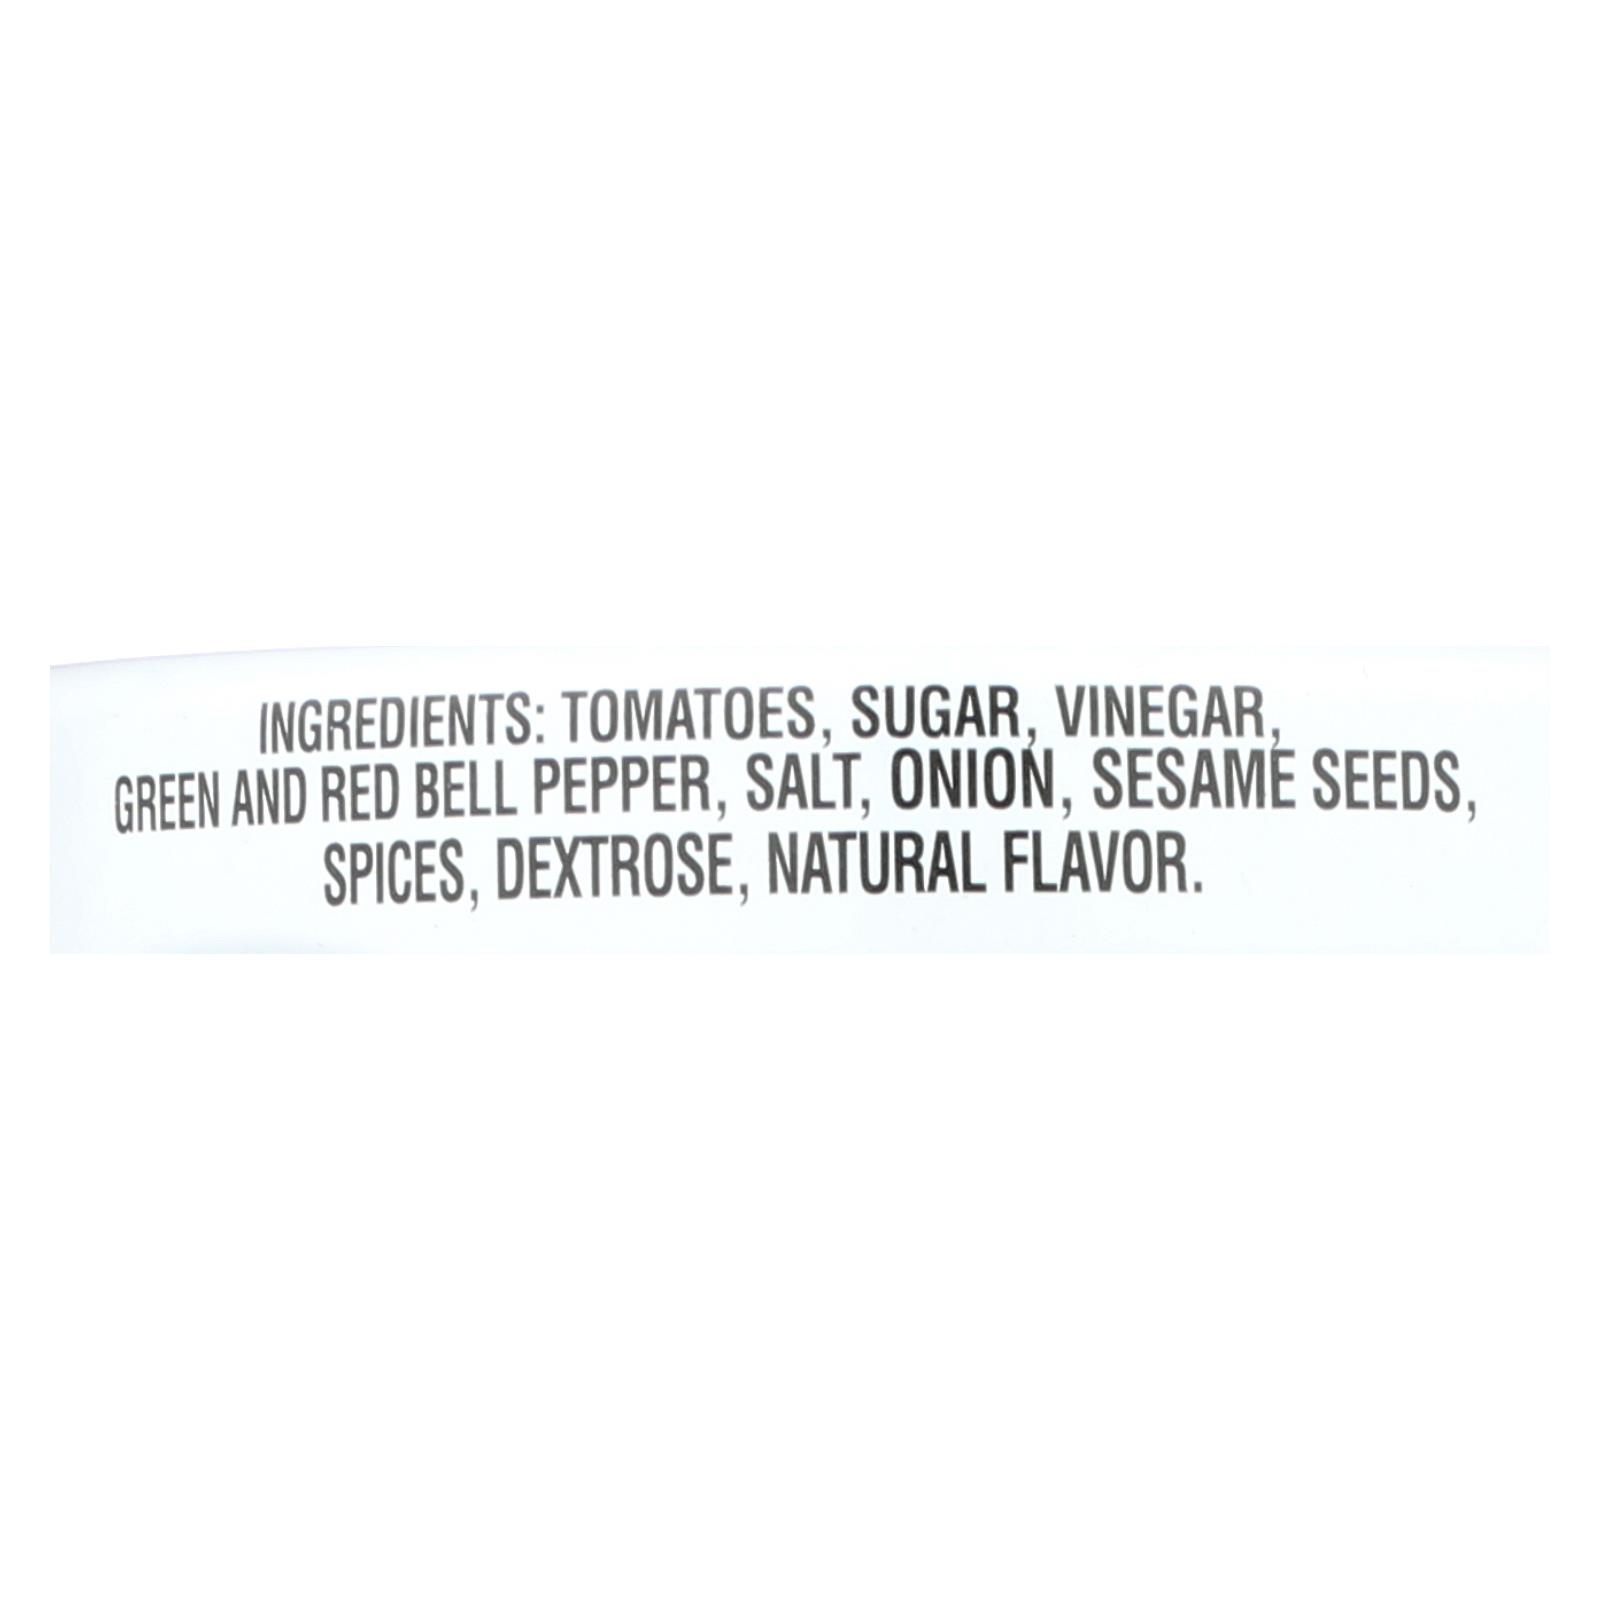 INGREDIENTS: TOMATOES, SUGAR, VINEGAR,
GREEN AND RED BELL PEPPER, SALT, ONION, SESAME SEEDS,
SPICES, DEXTROSE, NATURAL FLAVOR.